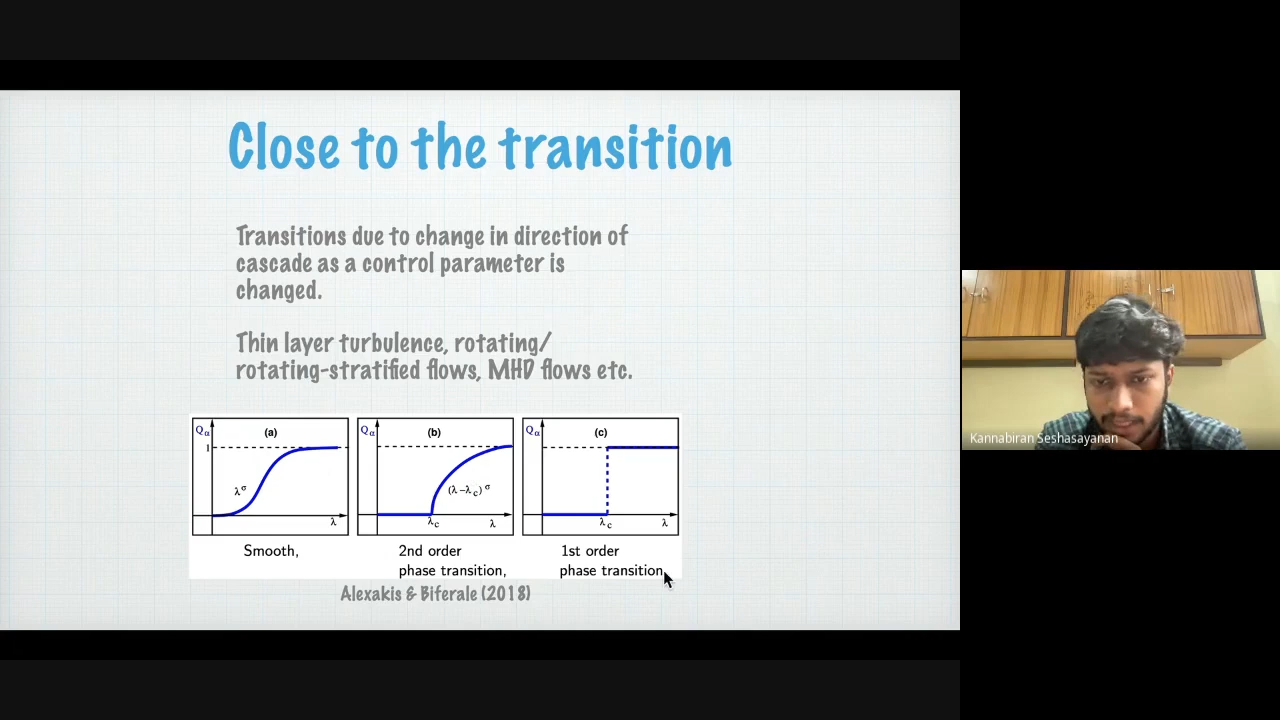 Close to the transition
Transitions due to change in direction of
cascade as a control parameter is
changed.
Thin layer turbulence, rotating/
rotating-stratified flows, MHD flows etc.
Qα (a) 1 λ^σ λ
Qα (b) (λ−λc)^σ λc λ
Qα (c) λc λ
Smooth,
2nd order
phase transition,
1st order
phase transition
Alexakis & Biferale (2018)
Kannabiran Seshasayanan